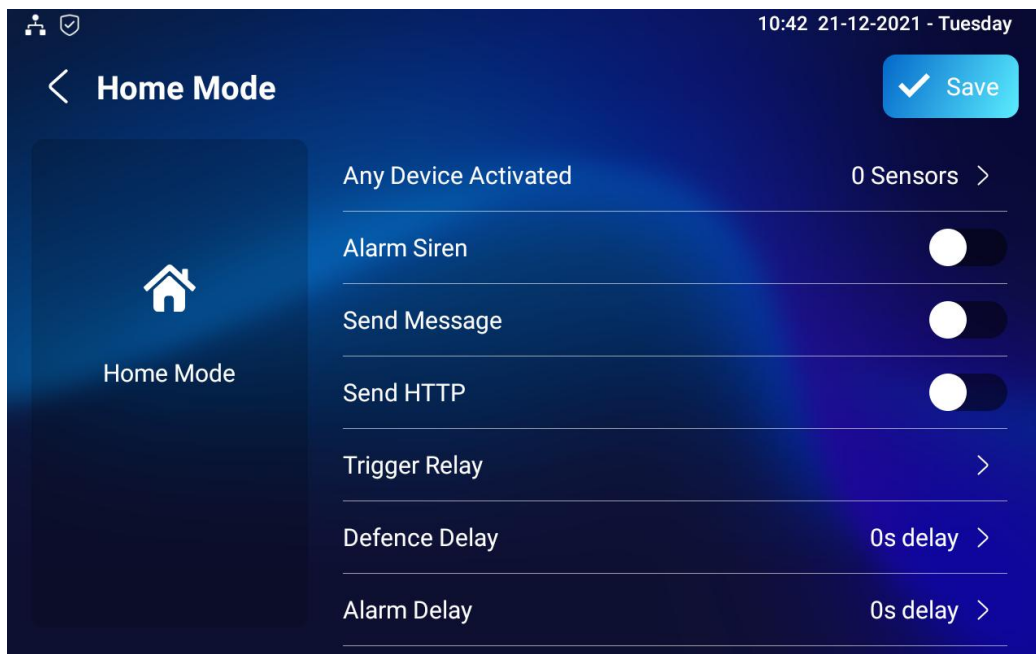 10:42 21-12-2021 - Tuesday
Home Mode
Save
Home Mode
Any Device Activated 0 Sensors
Alarm Siren
Send Message
Send HTTP
Trigger Relay
Defence Delay 0s delay
Alarm Delay 0s delay